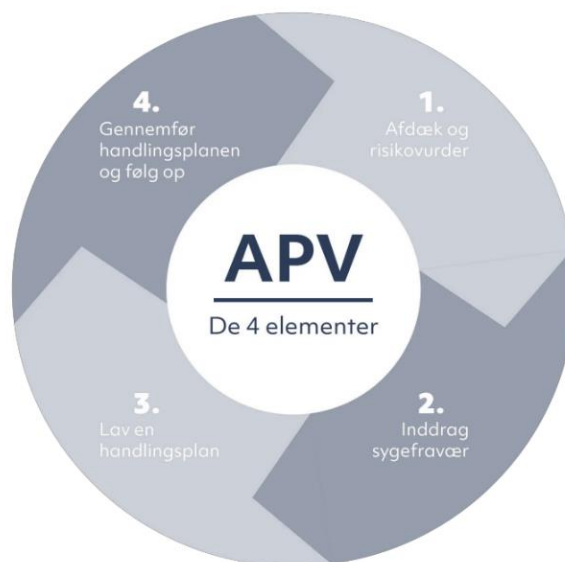 APV
De 4 elementer
1.
Afdæk og
risikovurder
2.
Inddrag
sygefravær
3.
Lav en
handlingsplan
4.
Gennemfør
handlingsplanen
og følg op